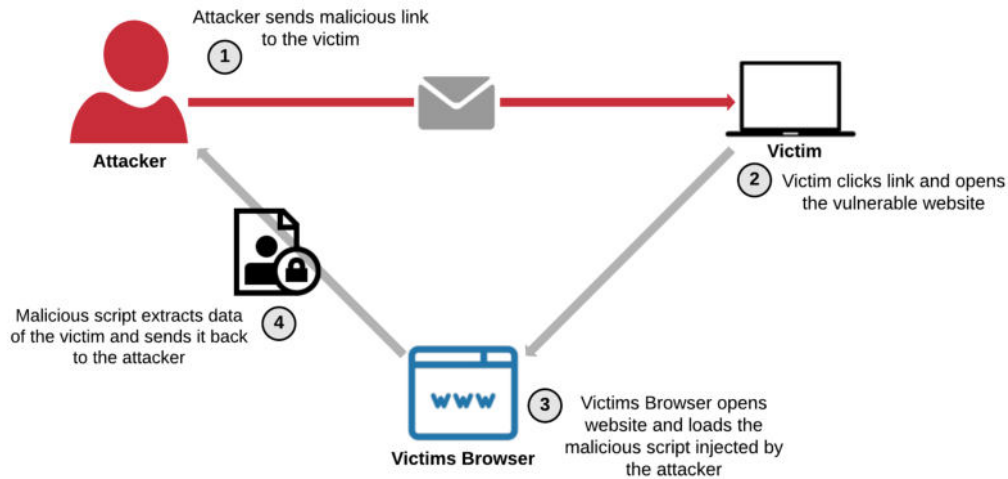 Attacker sends malicious link
to the victim
1
Attacker
Victim
2
Victim clicks link and opens
the vulnerable website
Malicious script extracts data
of the victim and sends it back
to the attacker
4
www
Victims Browser
3
Victims Browser opens
website and loads the
malicious script injected by
the attacker